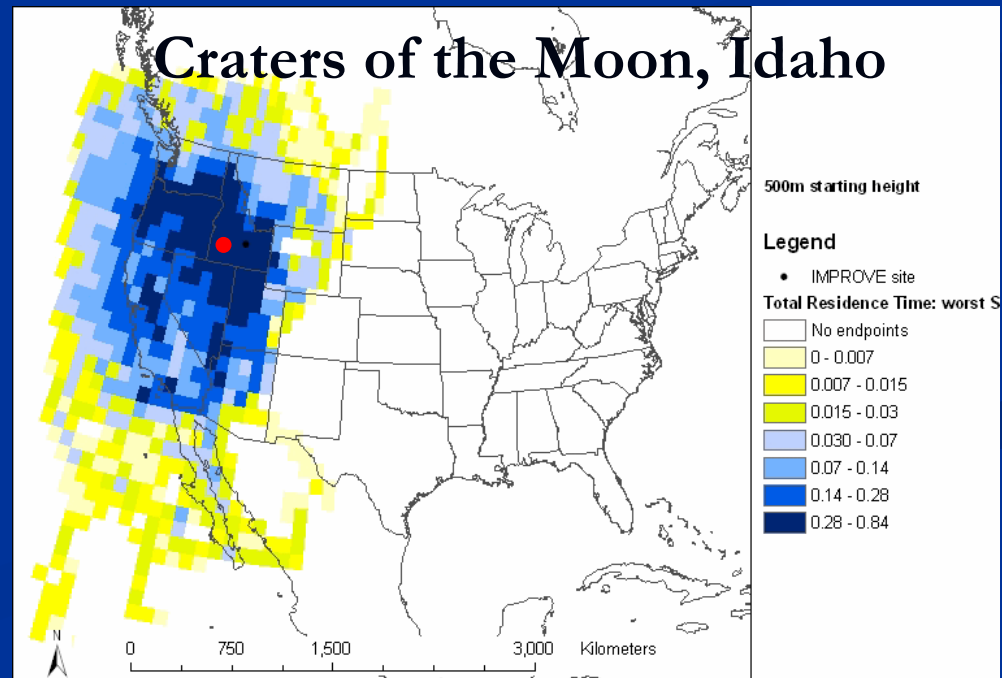 Craters of the Moon, Idaho
500m starting height
Legend
IMPROVE site
Total Residence Time: worst S
No endpoints
0 - 0.007
0.007 - 0.015
0.015 - 0.03
0.030 - 0.07
0.07 - 0.14
0.14 - 0.28
0.28 - 0.84
N
0 750 1,500 3,000 Kilometers